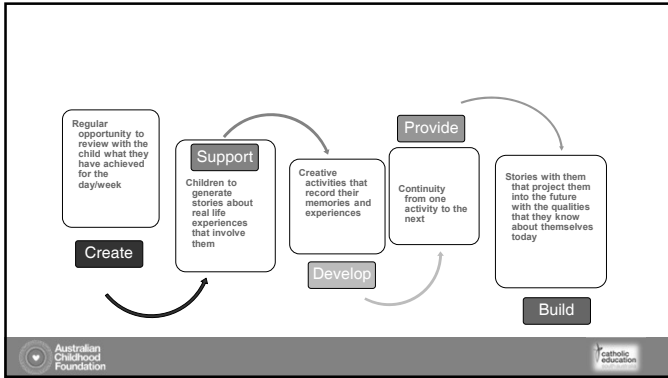 Regular
opportunity to
review with the
child what they
have achieved
for the
day/week
Create
Support
Children to
generate
stories about
real life
experiences
that involve
them
Creative
activities that
record their
memories and
experiences
Develop
Provide
Continuity
from one
activity to the
next
Stories with them
that project them
into the future
with the qualities
that they know
about themselves
today
Build
Australian
Childhood
Foundation
catholic
education